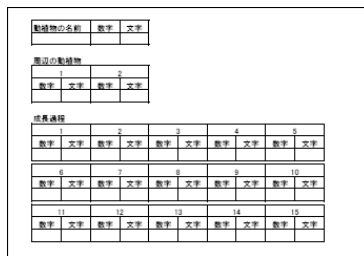 動植物の名前 数字 文字
周辺の動植物
1 2
数字 文字 数字 文字
成長過程
1 2 3 4 5
数字 文字 数字 文字 数字 文字 数字 文字 数字 文字
6 7 8 9 10
数字 文字 数字 文字 数字 文字 数字 文字 数字 文字
11 12 13 14 15
数字 文字 数字 文字 数字 文字 数字 文字 数字 文字